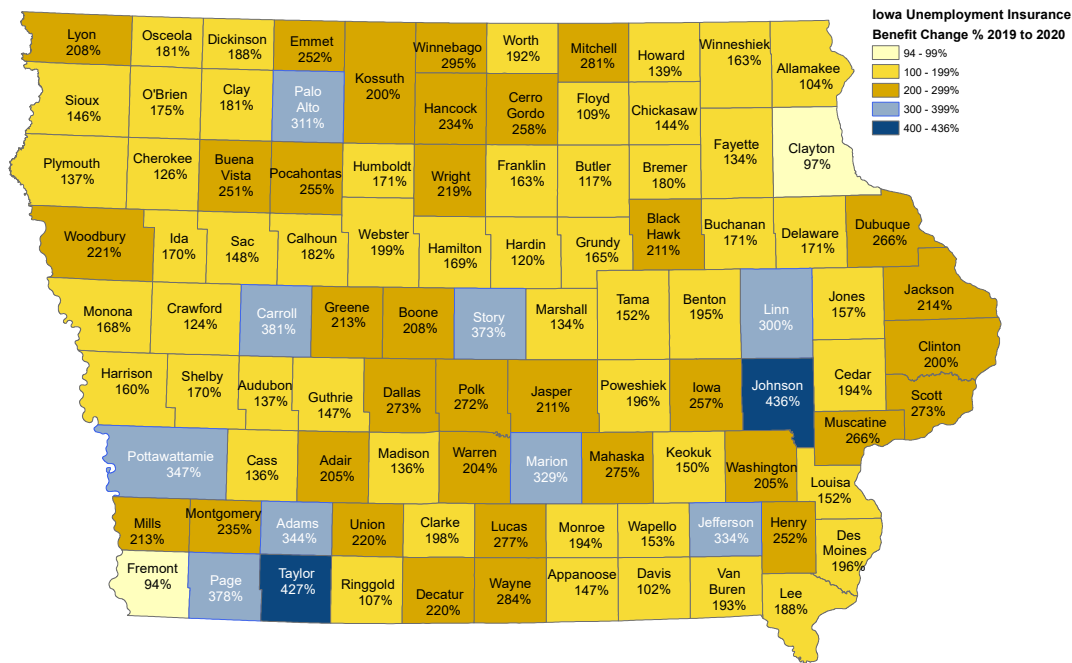 Iowa Unemployment Insurance
Benefit Change % 2019 to 2020
94 - 99%
100 - 199%
200 - 299%
300 - 399%
400 - 436%
Lyon
208%
Osceola
181%
Dickinson
188%
Emmet
252%
Winnebago
295%
Worth
192%
Mitchell
281%
Howard
139%
Winneshiek
163%
Allamakee
104%
Kossuth
200%
Sioux
146%
O'Brien
175%
Clay
181%
Palo
Alto
311%
Hancock
234%
Cerro
Gordo
258%
Floyd
109%
Chickasaw
144%
Fayette
134%
Clayton
97%
Plymouth
137%
Cherokee
126%
Buena
Vista
251%
Pocahontas
255%
Humboldt
171%
Wright
219%
Franklin
163%
Butler
117%
Bremer
180%
Woodbury
221%
Ida
170%
Sac
148%
Calhoun
182%
Webster
199%
Hamilton
169%
Hardin
120%
Grundy
165%
Black
Hawk
211%
Buchanan
171%
Delaware
171%
Dubuque
266%
Monona
168%
Crawford
124%
Carroll
381%
Greene
213%
Boone
208%
Story
373%
Marshall
134%
Tama
152%
Benton
195%
Linn
300%
Jones
157%
Jackson
214%
Clinton
200%
Harrison
160%
Shelby
170%
Audubon
137%
Guthrie
147%
Dallas
273%
Polk
272%
Jasper
211%
Poweshiek
196%
Iowa
257%
Johnson
436%
Cedar
194%
Scott
273%
Muscatine
266%
Pottawattamie
347%
Cass
136%
Adair
205%
Madison
136%
Warren
204%
Marion
329%
Mahaska
275%
Keokuk
150%
Washington
205%
Louisa
152%
Mills
213%
Montgomery
235%
Adams
344%
Union
220%
Clarke
198%
Lucas
277%
Monroe
194%
Wapello
153%
Jefferson
334%
Henry
252%
Des
Moines
196%
Fremont
94%
Page
378%
Taylor
427%
Ringgold
107%
Decatur
220%
Wayne
284%
Appanoose
147%
Davis
102%
Van
Buren
193%
Lee
188%